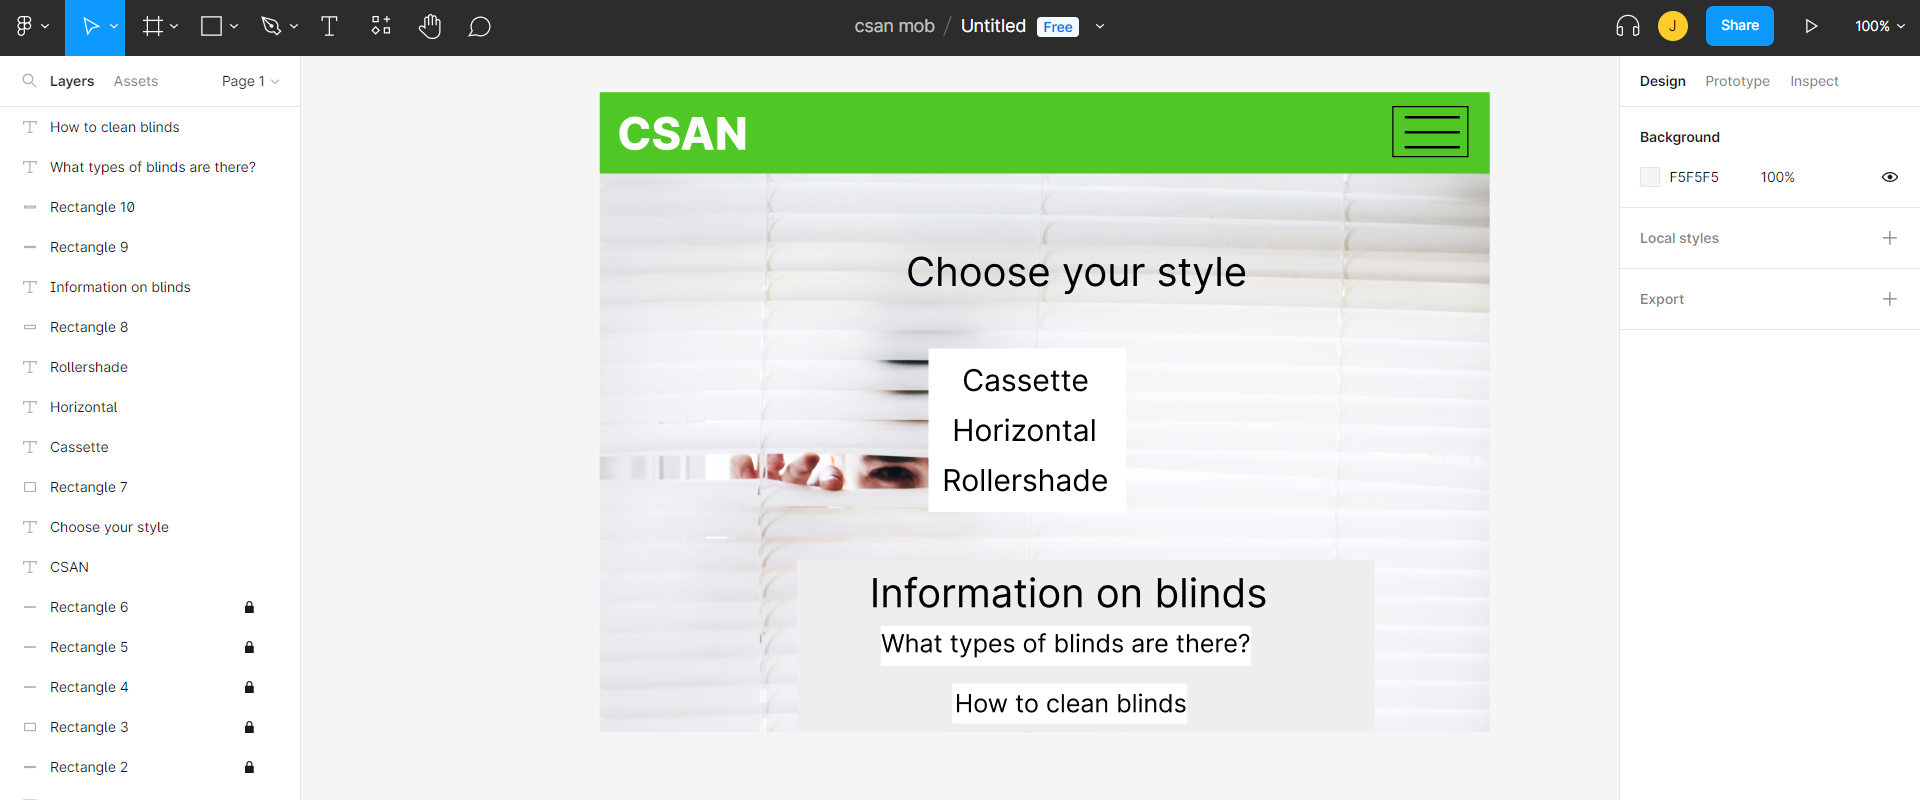 csan mob / Untitled Free
J
Share
100%
Layers Assets Page 1
How to clean blinds
What types of blinds are there?
Rectangle 10
Rectangle 9
Information on blinds
Rectangle 8
Rollershade
Horizontal
Cassette
Rectangle 7
Choose your style
CSAN
Rectangle 6
Rectangle 5
Rectangle 4
Rectangle 3
Rectangle 2
CSAN
Choose your style
Cassette
Horizontal
Rollershade
Information on blinds
What types of blinds are there?
How to clean blinds
Design Prototype Inspect
Background
F5F5F5 100%
Local styles
Export